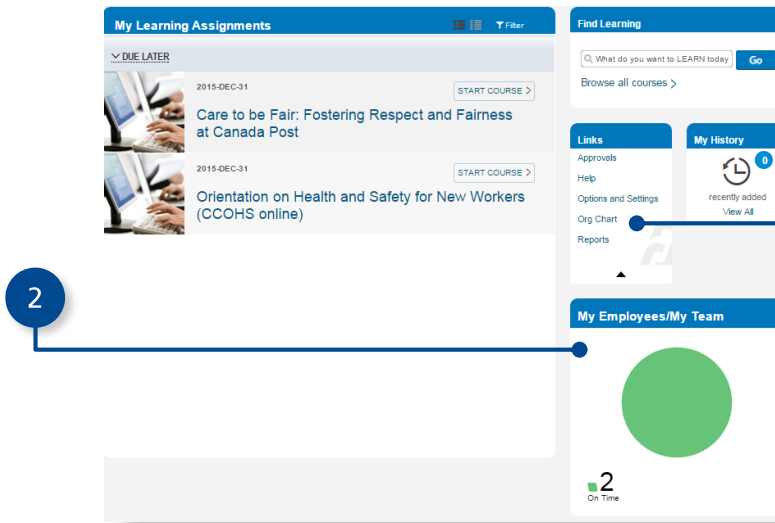 My Learning Assignments
Filter
DUE LATER
2015-DEC-31
START COURSE >
Care to be Fair: Fostering Respect and Fairness
at Canada Post
2015-DEC-31
START COURSE >
Orientation on Health and Safety for New Workers
(CCOHS online)
2
Find Learning
What do you want to LEARN today
Go
Browse all courses >
Links
Approvals
Help
Options and Settings
Org Chart
Reports
My History
0
recently added
View All
My Employees/My Team
2
On Time